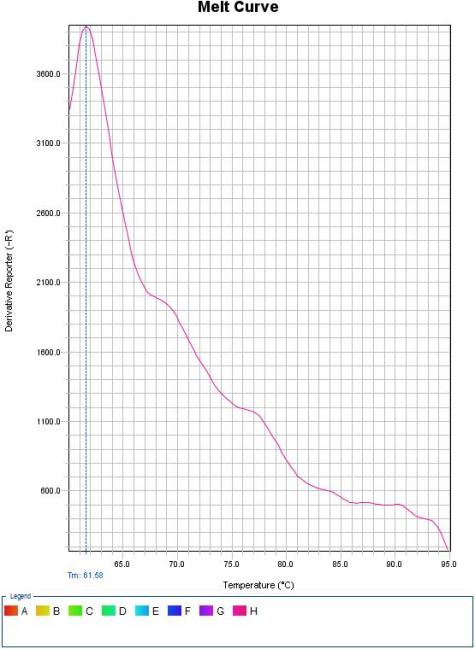 Melt Curve
3600.0
3100.0
2600.0
2100.0
1600.0
1100.0
600.0
Derivative Reporter (-R')
65.0 70.0 75.0 80.0 85.0 90.0 95.0
Tm: 61.58
Temperature (°C)
Legend
A B C D E F G H